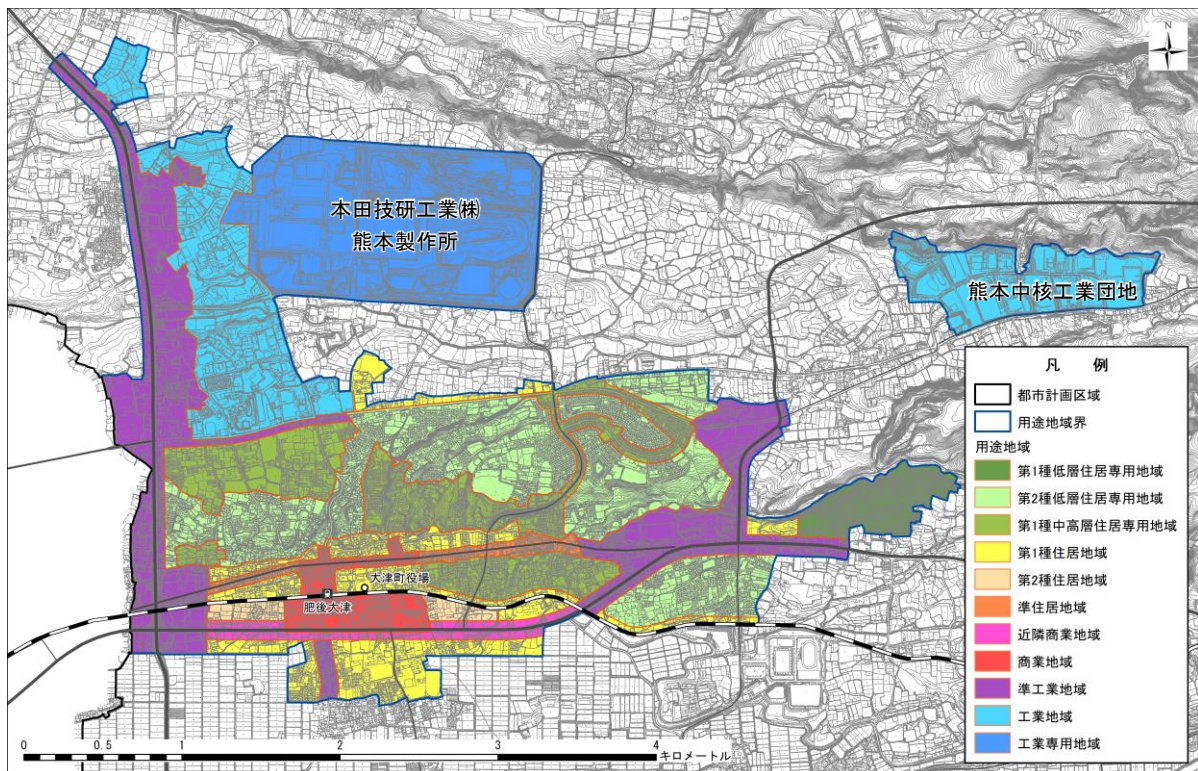 N
本田技研工業㈱
熊本製作所
熊本中核工業団地
大津町役場
肥後大津
凡 例
都市計画区域
用途地域界
用途地域
第1種低層住居専用地域
第2種低層住居専用地域
第1種中高層住居専用地域
第1種住居地域
第2種住居地域
準住居地域
近隣商業地域
商業地域
準工業地域
工業地域
工業専用地域
0 0.5 1 2 3 4 キロメートル